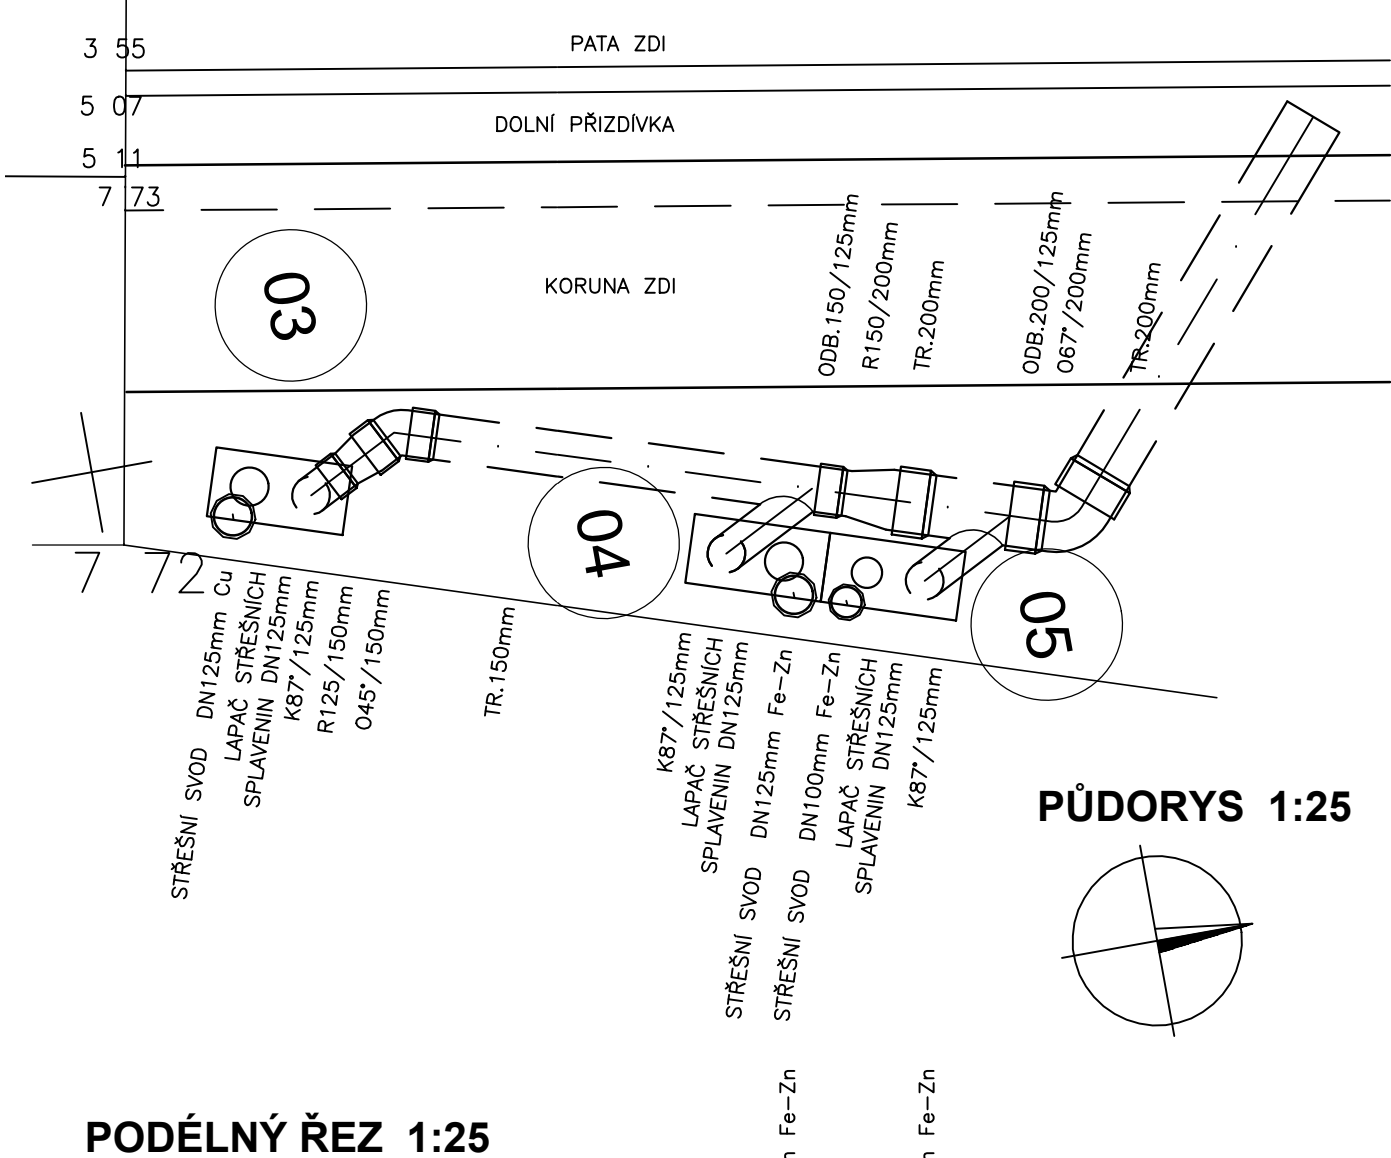 3 55
PATA ZDI
5 07
DOLNÍ PŘIZDÍVKA
5 11
7 73
KORUNA ZDI
03
ODB.150/125mm
R150/200mm
TR.200mm
ODB.200/125mm
O67°/200mm
TR.200mm
04
05
7 72
STŘEŠNÍ SVOD DN125mm Cu
LAPAČ STŘEŠNÍCH
SPLAVENIN DN125mm
K87°/125mm
R125/150mm
O45°/150mm
TR.150mm
K87°/125mm
LAPAČ STŘEŠNÍCH
SPLAVENIN DN125mm
STŘEŠNÍ SVOD DN125mm Fe-Zn
STŘEŠNÍ SVOD DN100mm Fe-Zn
LAPAČ STŘEŠNÍCH
SPLAVENIN DN125mm
K87°/125mm
PŮDORYS 1:25
PODÉLNÝ ŘEZ 1:25
Fe-Zn
Fe-Zn